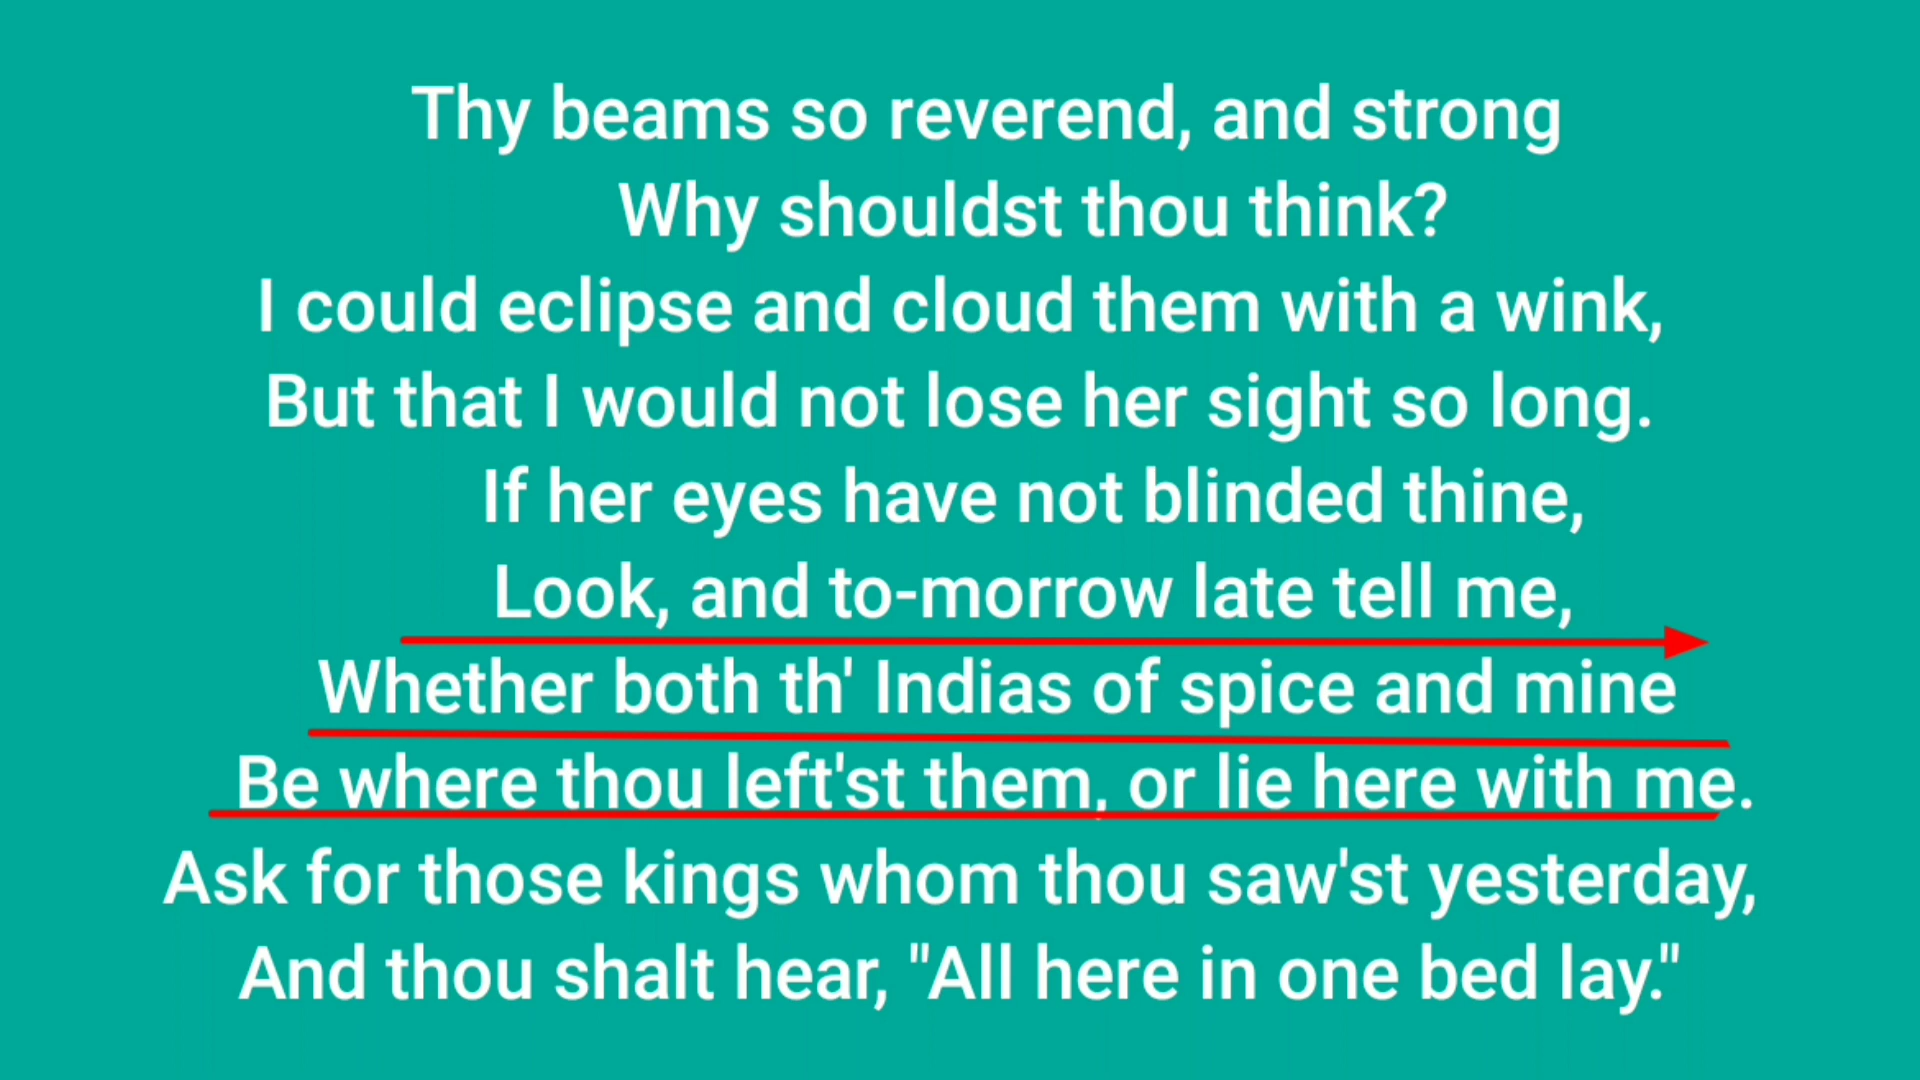 Thy beams so reverend, and strong
Why shouldst thou think?
I could eclipse and cloud them with a wink,
But that I would not lose her sight so long.
If her eyes have not blinded thine,
Look, and to-morrow late tell me,
Whether both th' Indias of spice and mine
Be where thou left'st them, or lie here with me.
Ask for those kings whom thou saw'st yesterday,
And thou shalt hear, "All here in one bed lay."